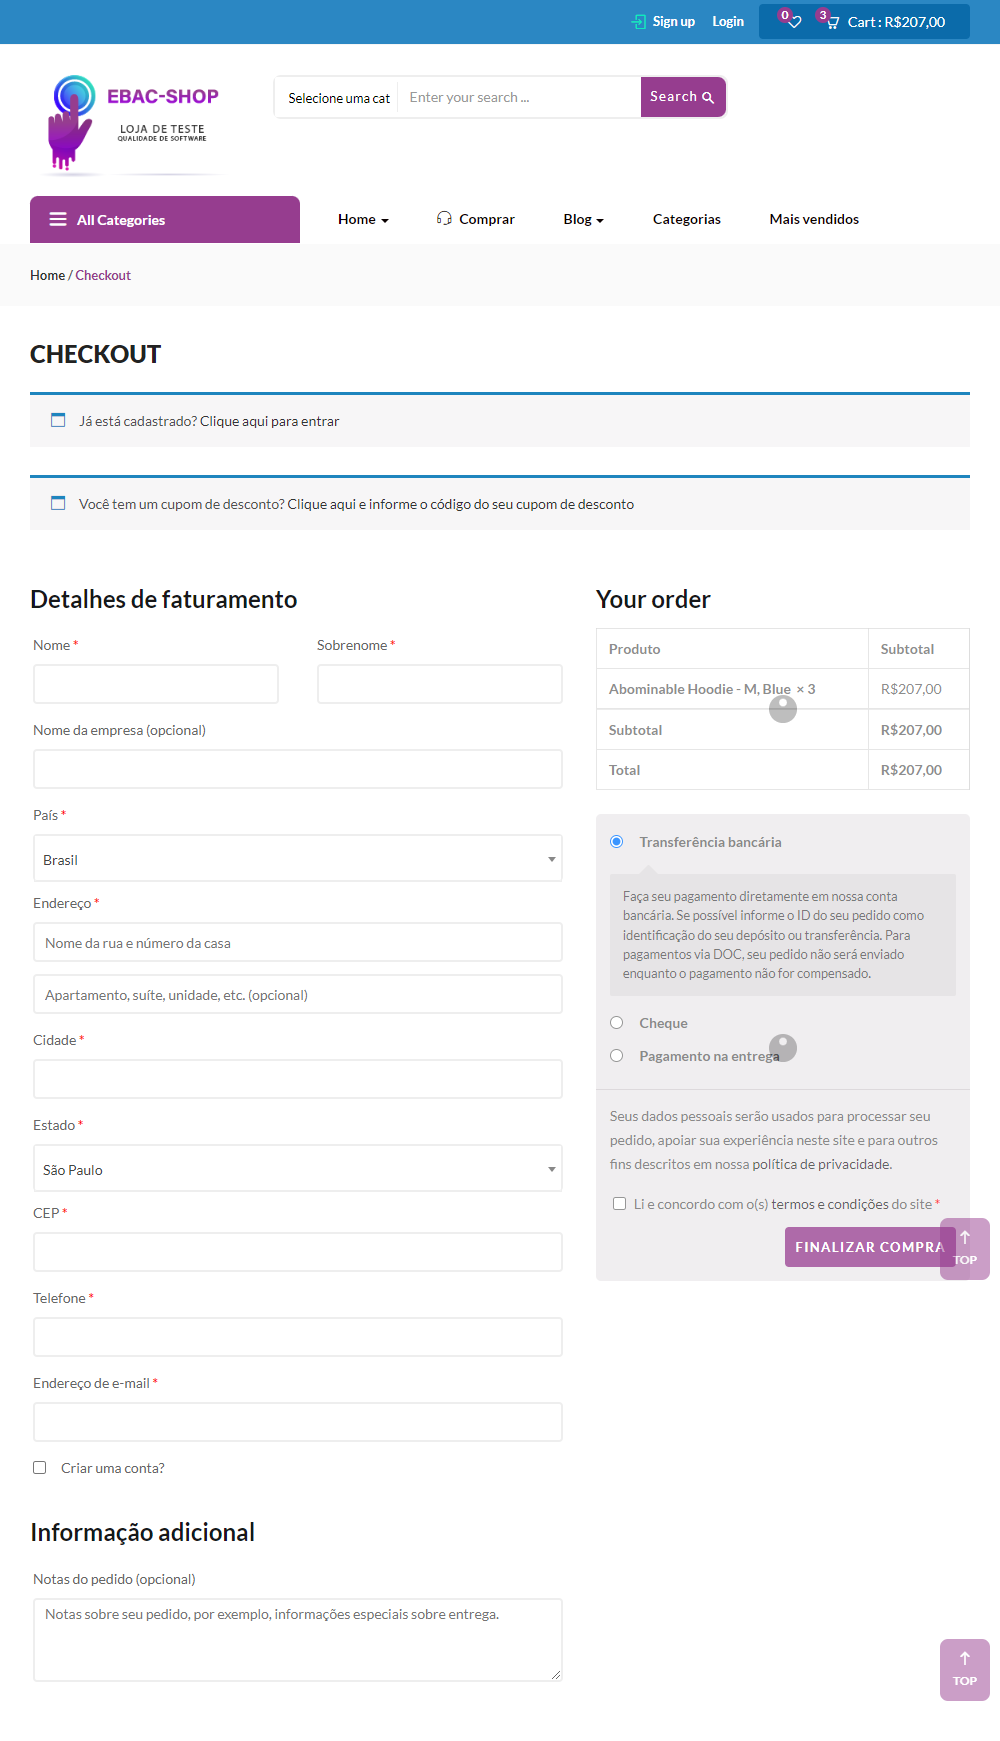 Sign up
Login
0
3
Cart : R$207,00
EBAC-SHOP
LOJA DE TESTE
QUALIDADE DE SOFTWARE
Selecione uma cat
Enter your search ...
Search
All Categories
Home
Comprar
Blog
Categorias
Mais vendidos
Home / Checkout
CHECKOUT
Já está cadastrado? Clique aqui para entrar
Você tem um cupom de desconto? Clique aqui e informe o código do seu cupom de desconto
Detalhes de faturamento
Nome *
Sobrenome *
Nome da empresa (opcional)
País *
Brasil
Endereço *
Nome da rua e número da casa
Apartamento, suíte, unidade, etc. (opcional)
Cidade *
Estado *
São Paulo
CEP *
Telefone *
Endereço de e-mail *
Criar uma conta?
Informação adicional
Notas do pedido (opcional)
Notas sobre seu pedido, por exemplo, informações especiais sobre entrega.
Your order
Produto Subtotal
Abominable Hoodie - M, Blue × 3 R$207,00
Subtotal R$207,00
Total R$207,00
Transferência bancária
Faça seu pagamento diretamente em nossa conta
bancária. Se possível informe o ID do seu pedido como
identificação do seu depósito ou transferência. Para
pagamentos via DOC, seu pedido não será enviado
enquanto o pagamento não for compensado.
Cheque
Pagamento na entrega
Seus dados pessoais serão usados para processar seu
pedido, apoiar sua experiência neste site e para outros
fins descritos em nossa política de privacidade.
Li e concordo com o(s) termos e condições do site *
FINALIZAR COMPRA
TOP
TOP